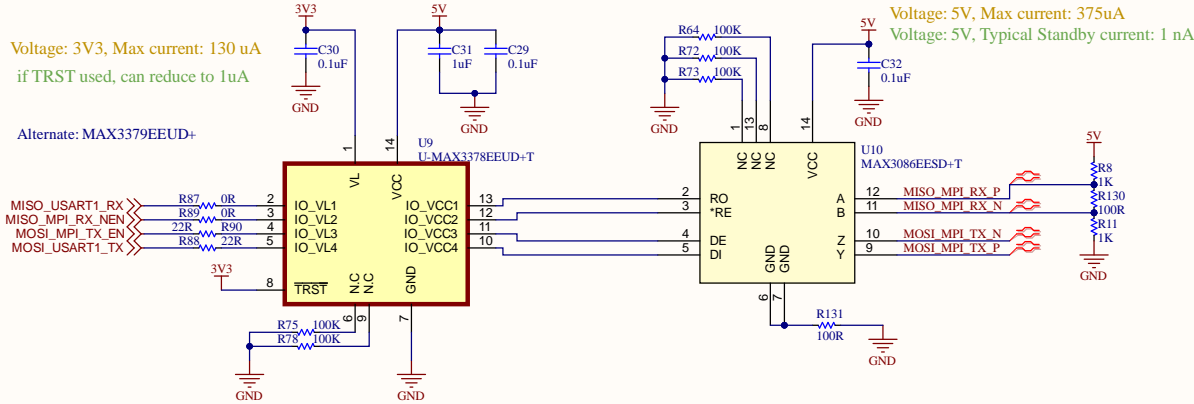 3V3
5V
R64 100K
5V
Voltage: 5V, Max current: 375uA
Voltage: 5V, Typical Standby current: 1 nA
Voltage: 3V3, Max current: 130 uA
if TRST used, can reduce to 1uA
C30
0.1uF
C31
1uF
C29
0.1uF
R72 100K
R73 100K
C32
0.1uF
GND
GND
GND
GND
Alternate: MAX3379EEUD+
U9
U-MAX3378EEUD+T
U10
MAX3086EESD+T
1
14
VL
VCC
1
13
8
14
NC
NC
NC
VCC
5V
R8
1K
R130
100R
R11
1K
GND
MISO_USART1_RX R87 0R 2 IO_VL1
MISO_MPI_RX_NEN R89 0R 3 IO_VL2
MOSI_MPI_TX_EN 22R R90 4 IO_VL3
MOSI_USART1_TX R88 22R 5 IO_VL4
IO_VCC1 13
IO_VCC2 12
IO_VCC3 11
IO_VCC4 10
2 RO
3 *RE
4 DE
5 DI
A 12 MISO_MPI_RX_P
B 11 MISO_MPI_RX_N
Z 10 MOSI_MPI_TX_N
Y 9 MOSI_MPI_TX_P
3V3
8 TRST
N.C
N.C
GND
6
9
7
GND
GND
6
7
R75 100K
R78 100K
R131
100R
GND
GND
GND